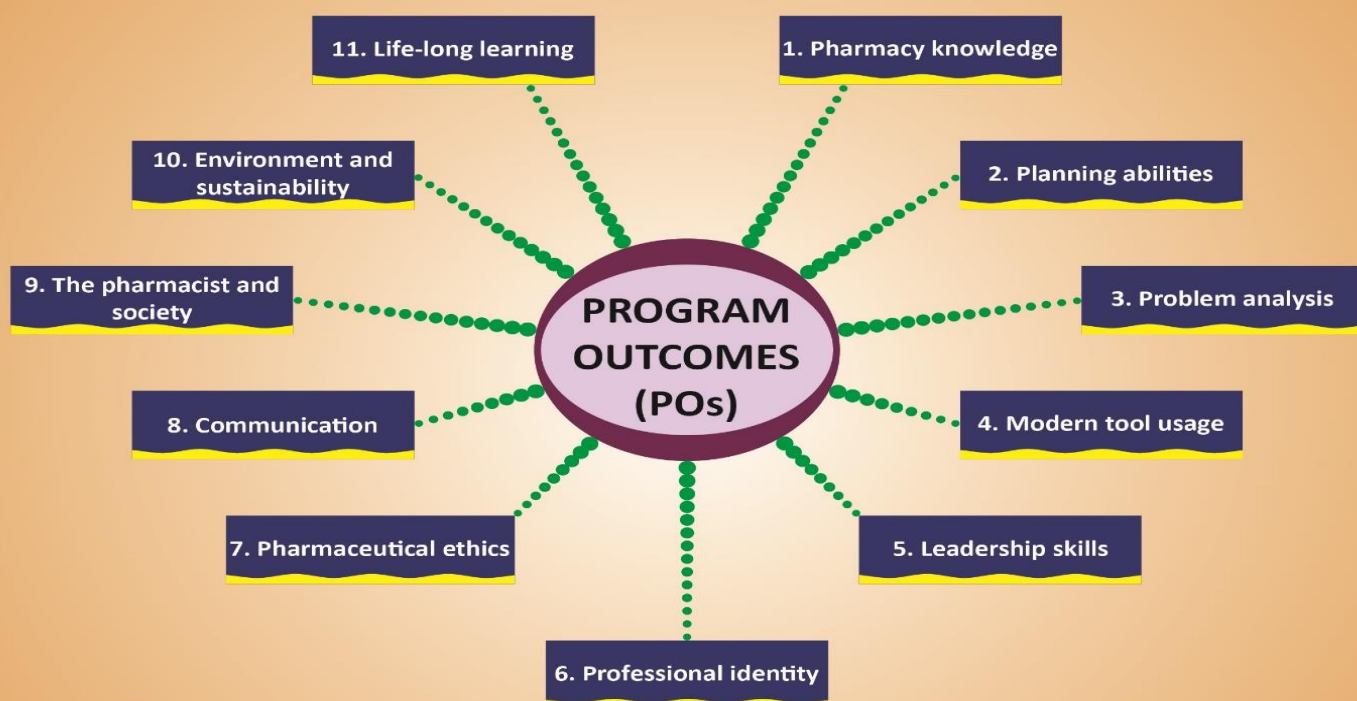 PROGRAM
OUTCOMES
(POs)
1. Pharmacy knowledge
2. Planning abilities
3. Problem analysis
4. Modern tool usage
5. Leadership skills
6. Professional identity
7. Pharmaceutical ethics
8. Communication
9. The pharmacist and
society
10. Environment and
sustainability
11. Life-long learning